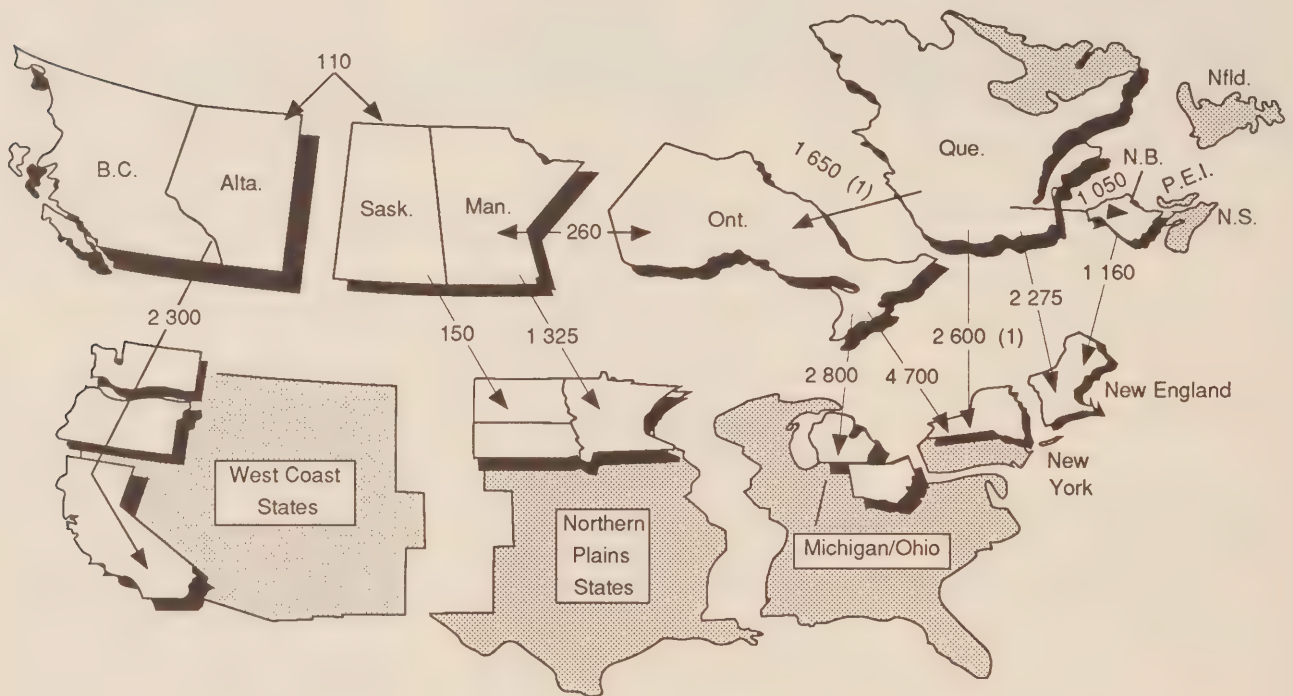 110
Nfld.
B.C.
Alta.
Sask.
Man.
260
Ont.
1 650 (1)
Que.
N.B.
1 050
P.E.I.
N.S.
2 300
150
1 325
2 800
4 700
2 600 (1)
2 275
1 160
New England
New
York
West Coast
States
Northern
Plains
States
Michigan/Ohio